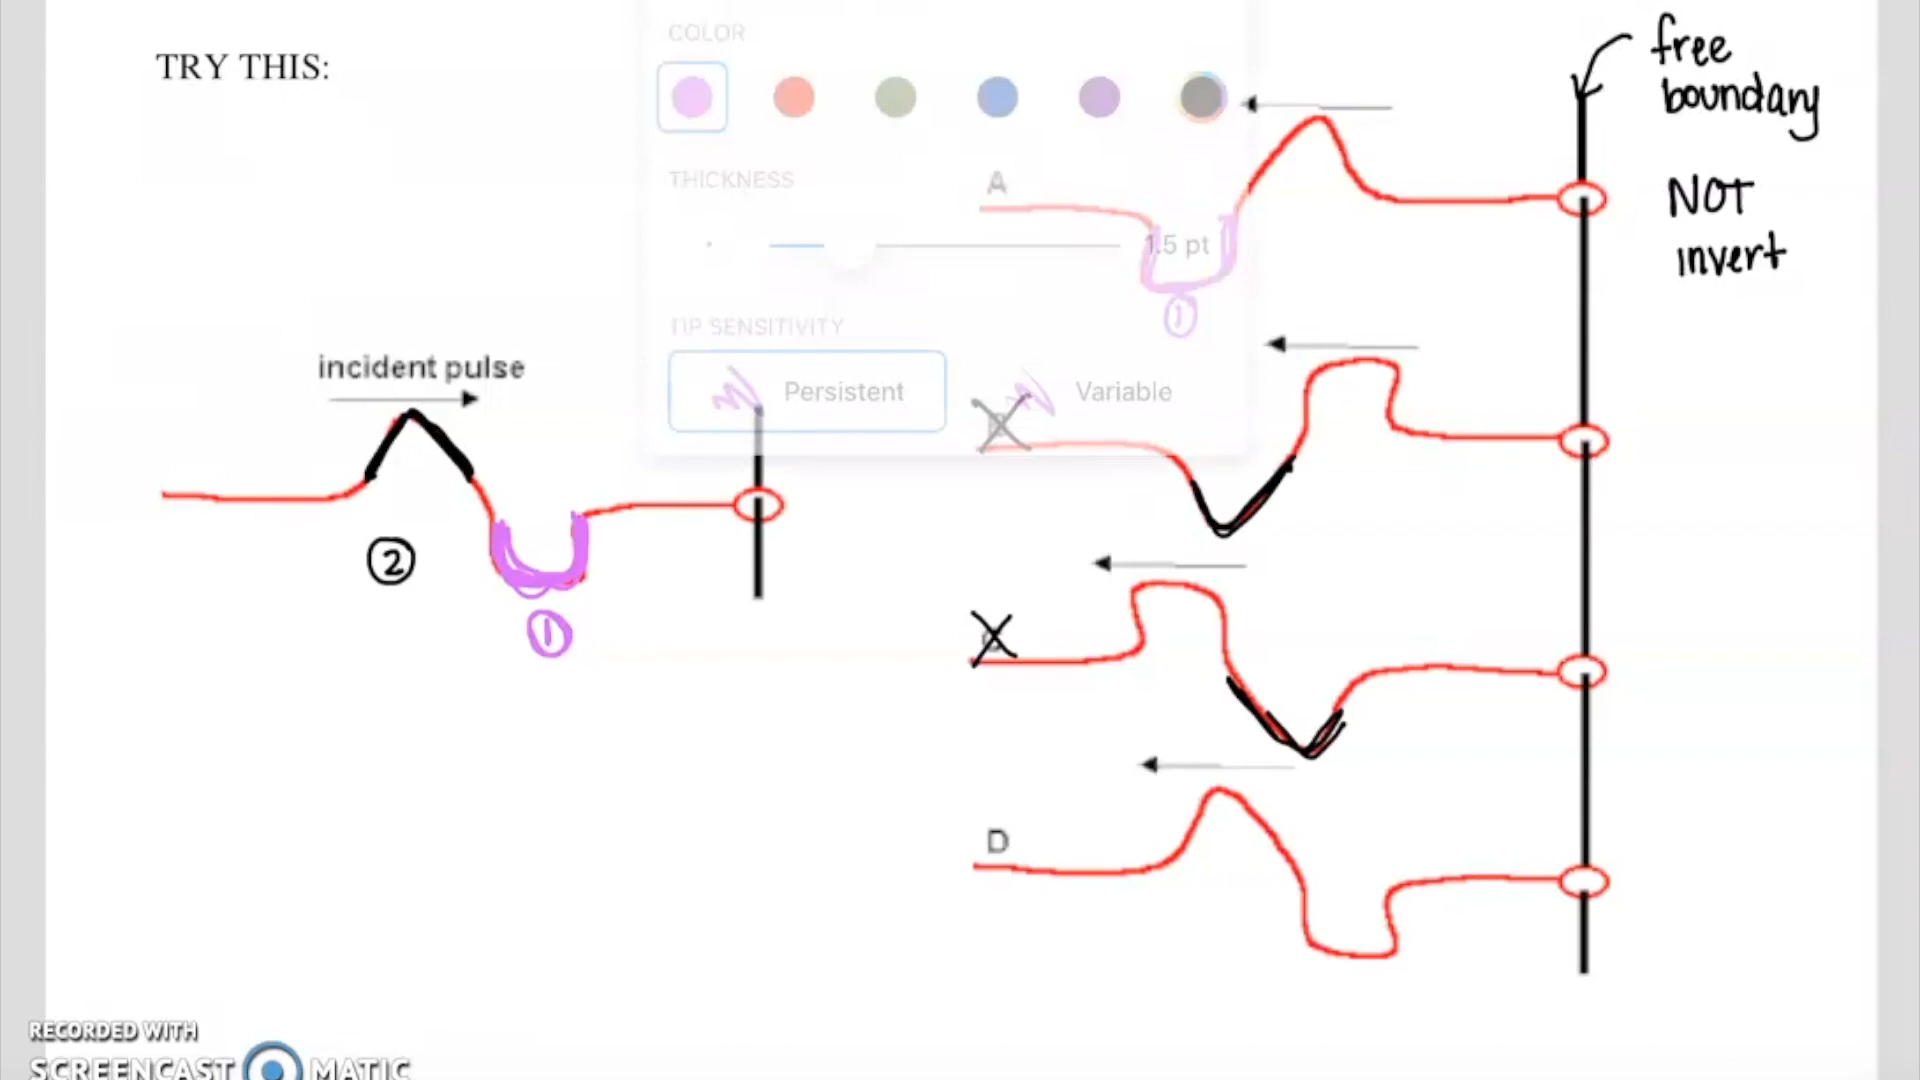 TRY THIS:
COLOR
THICKNESS
1.5 pt
TIP SENSITIVITY
Persistent
Variable
A
①
free
boundary
NOT
invert
incident pulse
②
①
D
RECORDED WITH
SCREENCAST MATIC